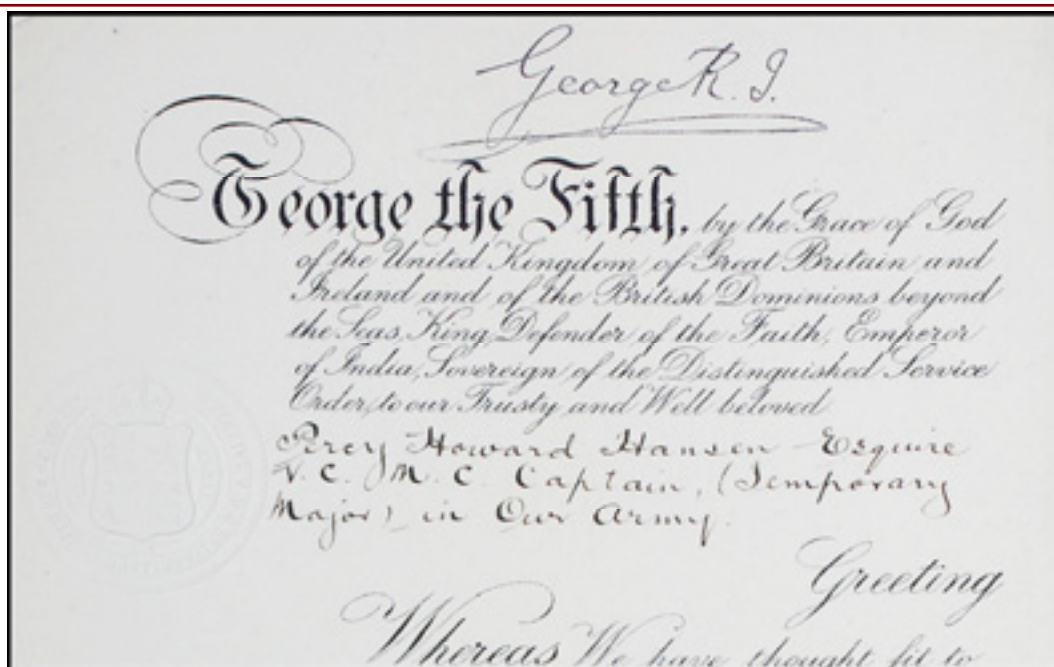 George R.I.
George the Fifth, by the Grace of God
of the United Kingdom of Great Britain and
Ireland and of the British Dominions beyond
the Seas, King, Defender of the Faith, Emperor
of India, Sovereign of the Distinguished Service
Order, to our Trusty and Well beloved
Percy Howard Hansen Esquire
V.C. M.C. Captain, (Temporary
Major) in Our Army.
Greeting
Whereas We have thought fit to